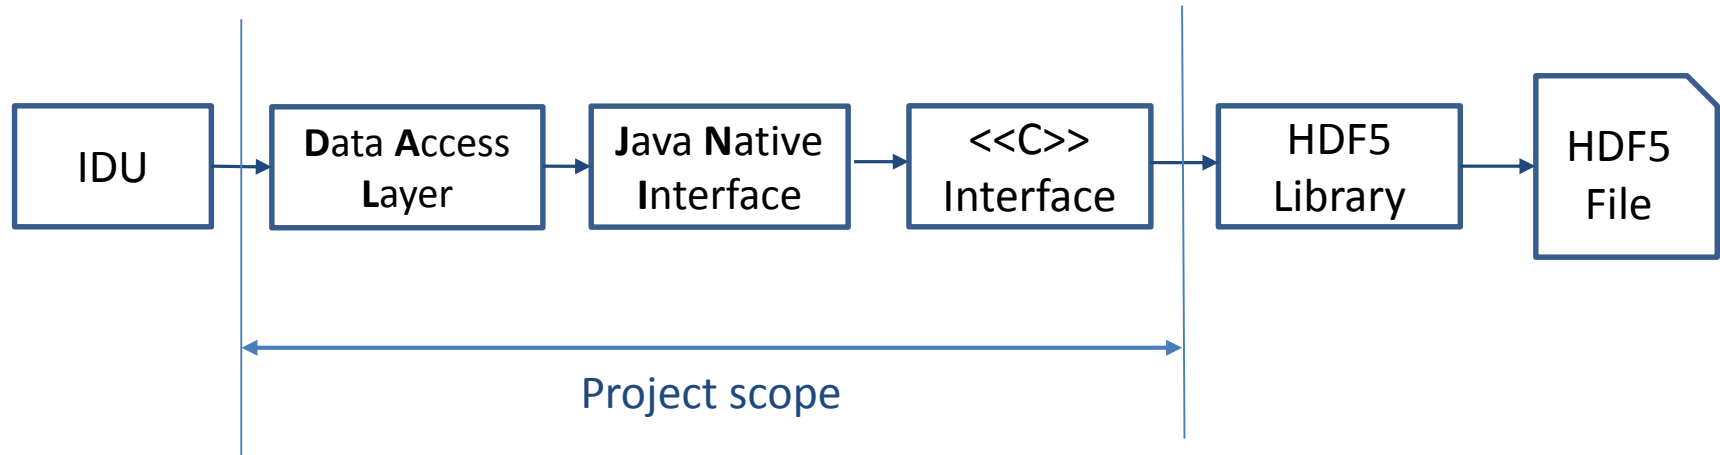 IDU
Data Access
Layer
Java Native
Interface
<<C>>
Interface
HDF5
Library
HDF5
File
Project scope